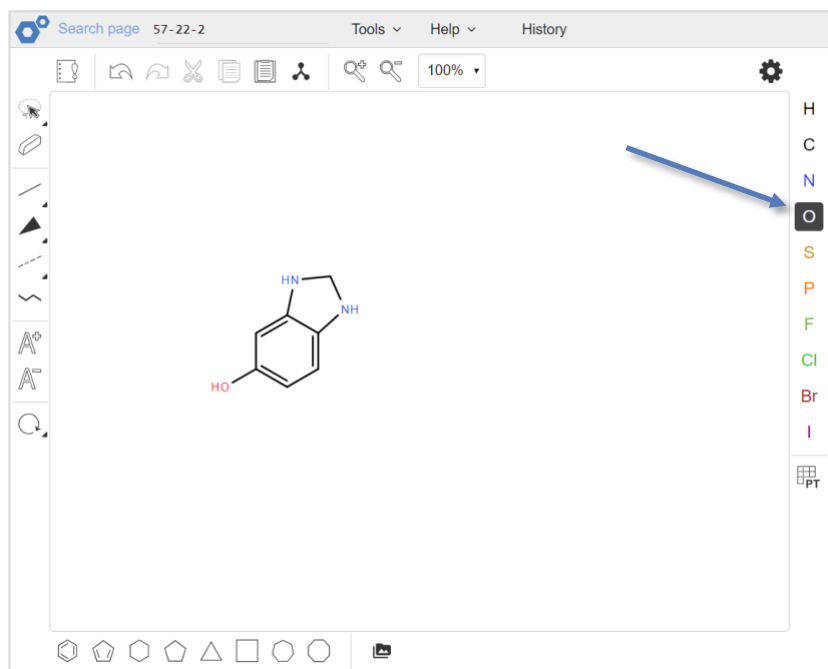 Search page 57-22-2 Tools Help History
100%
H
C
N
O
S
P
F
Cl
Br
I
PT
HN
NH
HO
A+
A-